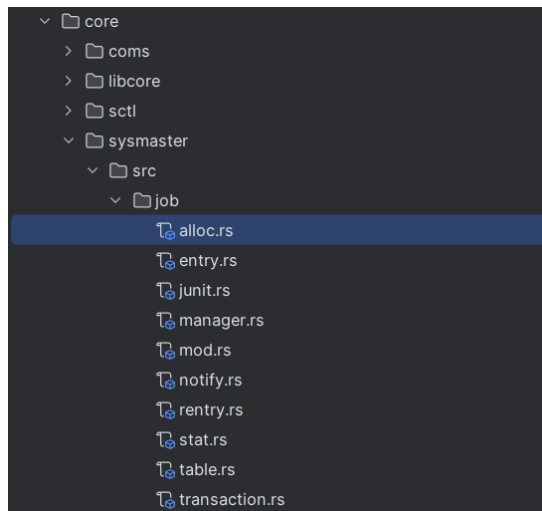 core
coms
libcore
sctl
sysmaster
src
job
alloc.rs
entry.rs
junit.rs
manager.rs
mod.rs
notify.rs
rentry.rs
stat.rs
table.rs
transaction.rs